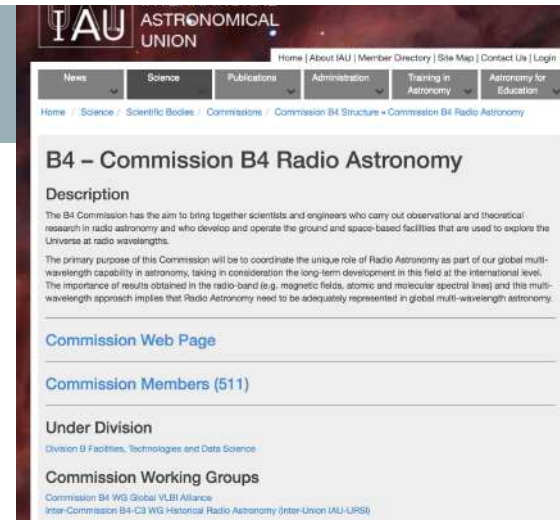 IAU
ASTRONOMICAL
UNION
Home | About IAU | Member Directory | Site Map | Contact Us | Login
News Science Publications Administration Training in Astronomy Astronomy for Education
Home / Science / Scientific Bodies / Commissions / Commission B4 Structure » Commission B4 Radio Astronomy
B4 – Commission B4 Radio Astronomy
Description
The B4 Commission has the aim to bring together scientists and engineers who carry out observational and theoretical
research in radio astronomy and who develop and operate the ground and space-based facilities that are used to explore the
Universe at radio wavelengths.
The primary purpose of this Commission will be to coordinate the unique role of Radio Astronomy as part of our global multi-
wavelength capability in astronomy, taking in consideration the long-term development in this field at the international level.
The importance of results obtained in the radio-band (e.g. magnetic fields, atomic and molecular spectral lines) and this multi-
wavelength approach implies that Radio Astronomy need to be adequately represented in global multi-wavelength astronomy.
Commission Web Page
Commission Members (511)
Under Division
Division B Facilities, Technologies and Data Science
Commission Working Groups
Commission B4 WG Global VLBI Alliance
Inter-Commission B4-C3 WG Historical Radio Astronomy (Inter-Union IAU-URSI)